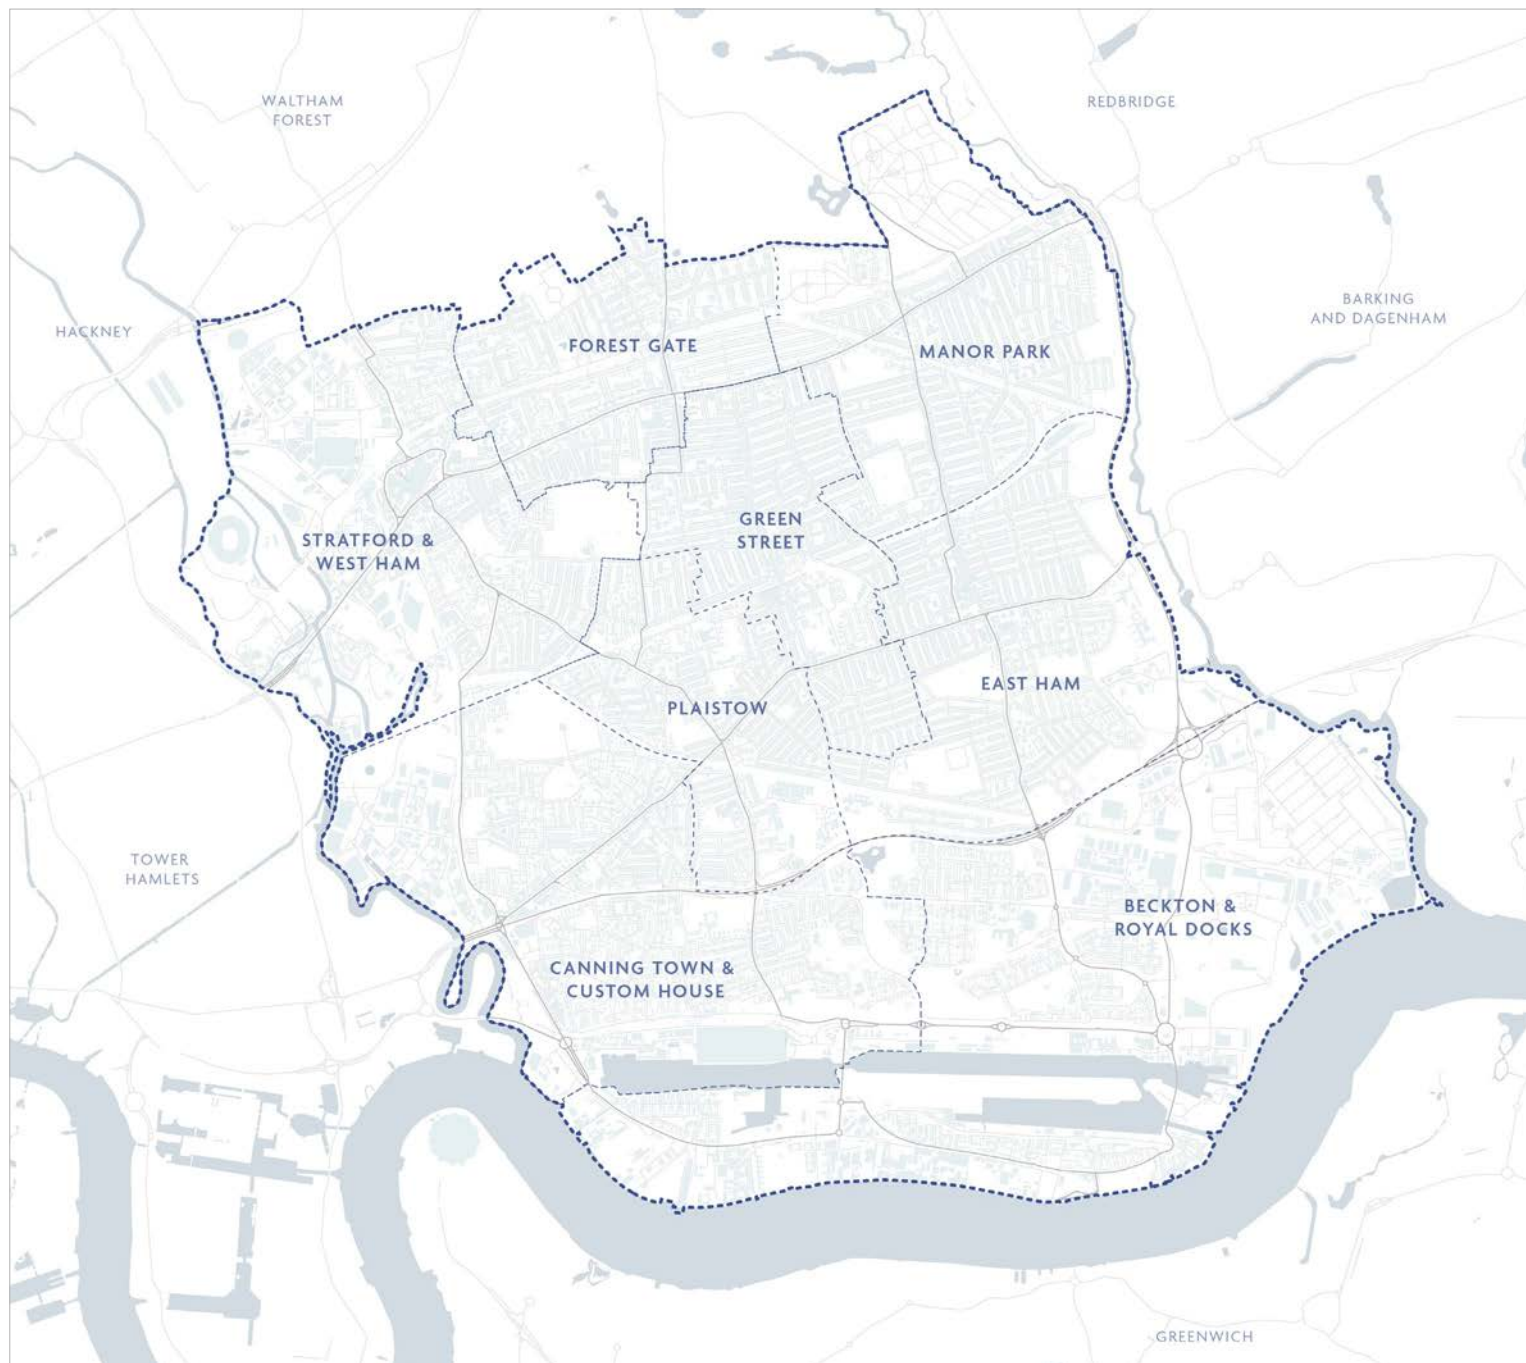 WALTHAM
FOREST
REDBRIDGE
HACKNEY
BARKING
AND DAGENHAM
FOREST GATE
MANOR PARK
STRATFORD &
WEST HAM
GREEN
STREET
EAST HAM
PLAISTOW
TOWER
HAMLETS
BECKTON &
ROYAL DOCKS
CANNING TOWN &
CUSTOM HOUSE
GREENWICH